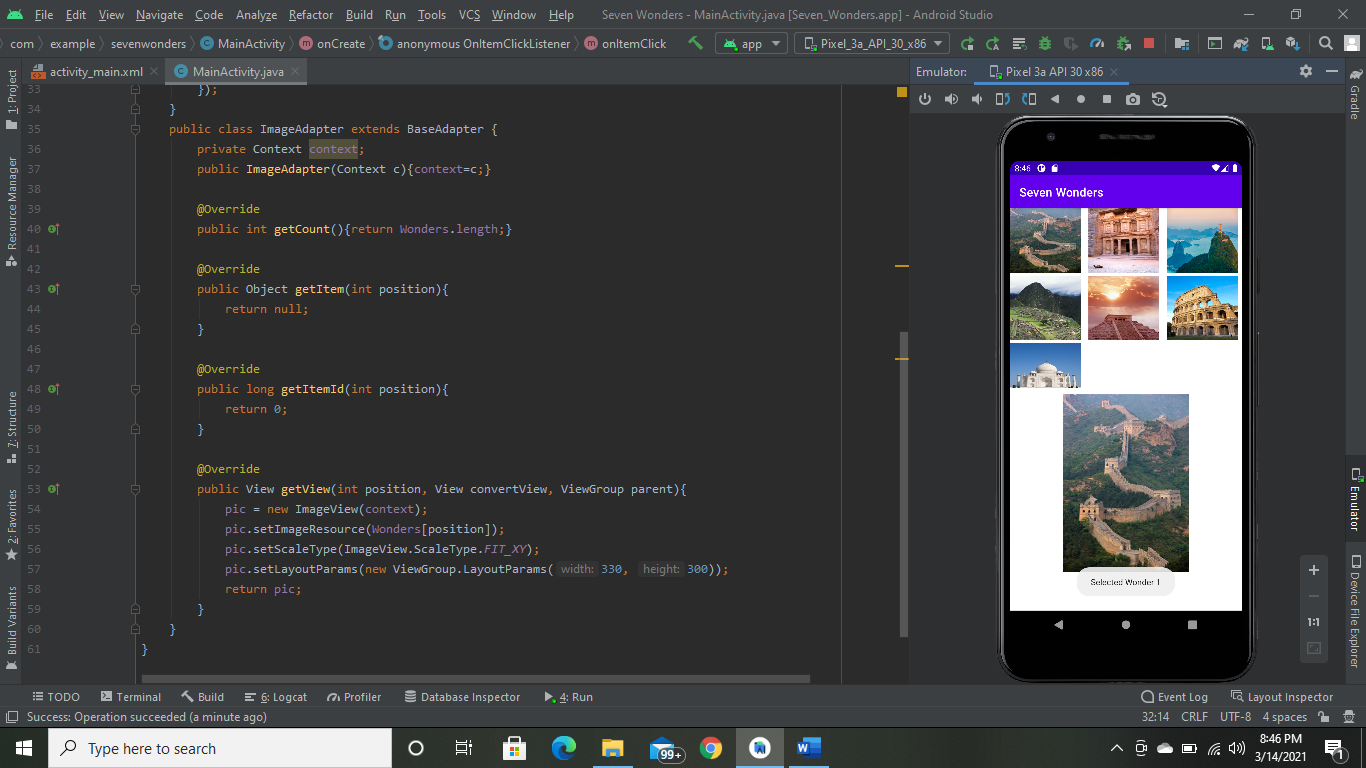 File Edit View Navigate Code Analyze Refactor Build Run Tools VCS Window Help Seven Wonders - MainActivity.java [Seven_Wonders.app] - Android Studio
com example sevenwonders MainActivity onCreate anonymous OnItemClickListener onItemClick app Pixel_3a_API_30_x86
activity_main.xml MainActivity.java
Emulator: Pixel 3a API 30 x86
1: Project
Resource Manager
7: Structure
2: Favorites
Build Variants
33 });
34 }
35 public class ImageAdapter extends BaseAdapter {
36 private Context context;
37 public ImageAdapter(Context c){context=c;}
38
39 @Override
40 public int getCount(){return Wonders.length;}
41
42 @Override
43 public Object getItem(int position){
44 return null;
45 }
46
47 @Override
48 public long getItemId(int position){
49 return 0;
50 }
51
52 @Override
53 public View getView(int position, View convertView, ViewGroup parent){
54 pic = new ImageView(context);
55 pic.setImageResource(Wonders[position]);
56 pic.setScaleType(ImageView.ScaleType.FIT_XY);
57 pic.setLayoutParams(new ViewGroup.LayoutParams( width: 330, height: 300));
58 return pic;
59 }
60 }
61 }
8:46
Seven Wonders
Selected Wonder 1
1:1
Gradle
Emulator
Device File Explorer
TODO Terminal Build 6: Logcat Profiler Database Inspector 4: Run Event Log Layout Inspector
Success: Operation succeeded (a minute ago) 32:14 CRLF UTF-8 4 spaces
Type here to search 99+ W 8:46 PM
3/14/2021 1